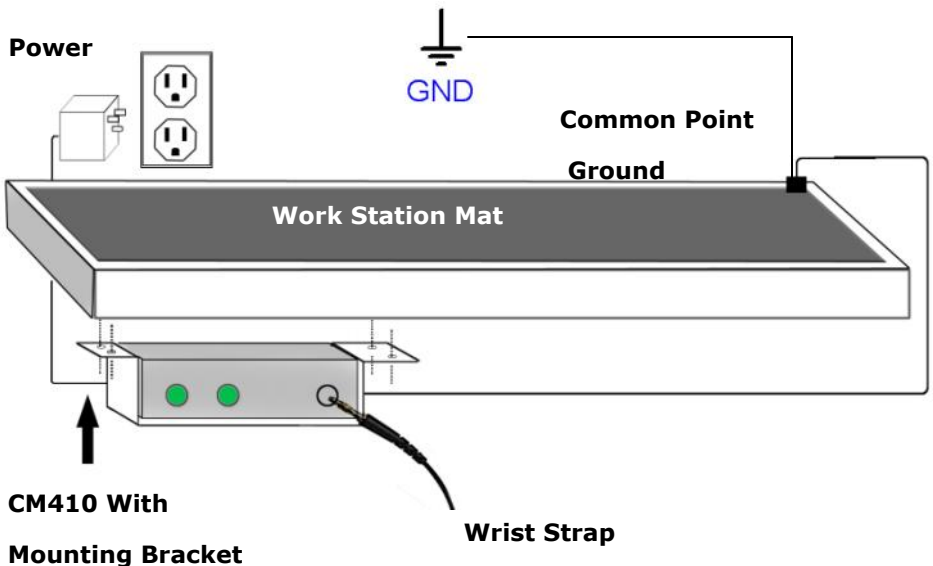 Power
GND
Common Point
Ground
Work Station Mat
CM410 With
Mounting Bracket
Wrist Strap